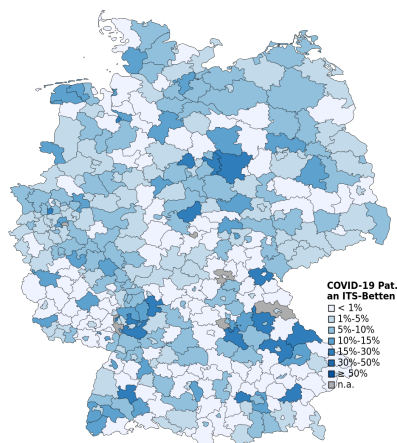 COVID-19 Pat.
an ITS-Betten
< 1%
1%-5%
5%-10%
10%-15%
15%-30%
30%-50%
≥ 50%
n.a.